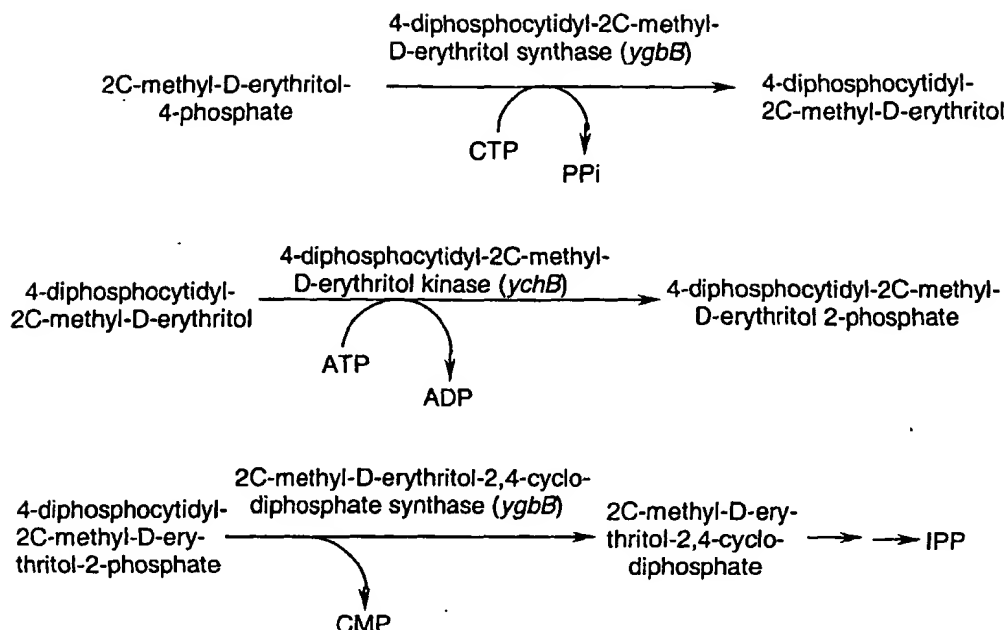 4-diphosphocytidyl-2C-methyl-
D-erythritol synthase (ygbB)
2C-methyl-D-erythritol-
4-phosphate
4-diphosphocytidyl-
2C-methyl-D-erythritol
CTP
PPi
4-diphosphocytidyl-2C-methyl-
D-erythritol kinase (ychB)
4-diphosphocytidyl-
2C-methyl-D-erythritol
4-diphosphocytidyl-2C-methyl-
D-erythritol 2-phosphate
ATP
ADP
2C-methyl-D-erythritol-2,4-cyclo-
diphosphate synthase (ygbB)
4-diphosphocytidyl-
2C-methyl-D-ery-
thritol-2-phosphate
2C-methyl-D-ery-
thritol-2,4-cyclo-
diphosphate
IPP
CMP